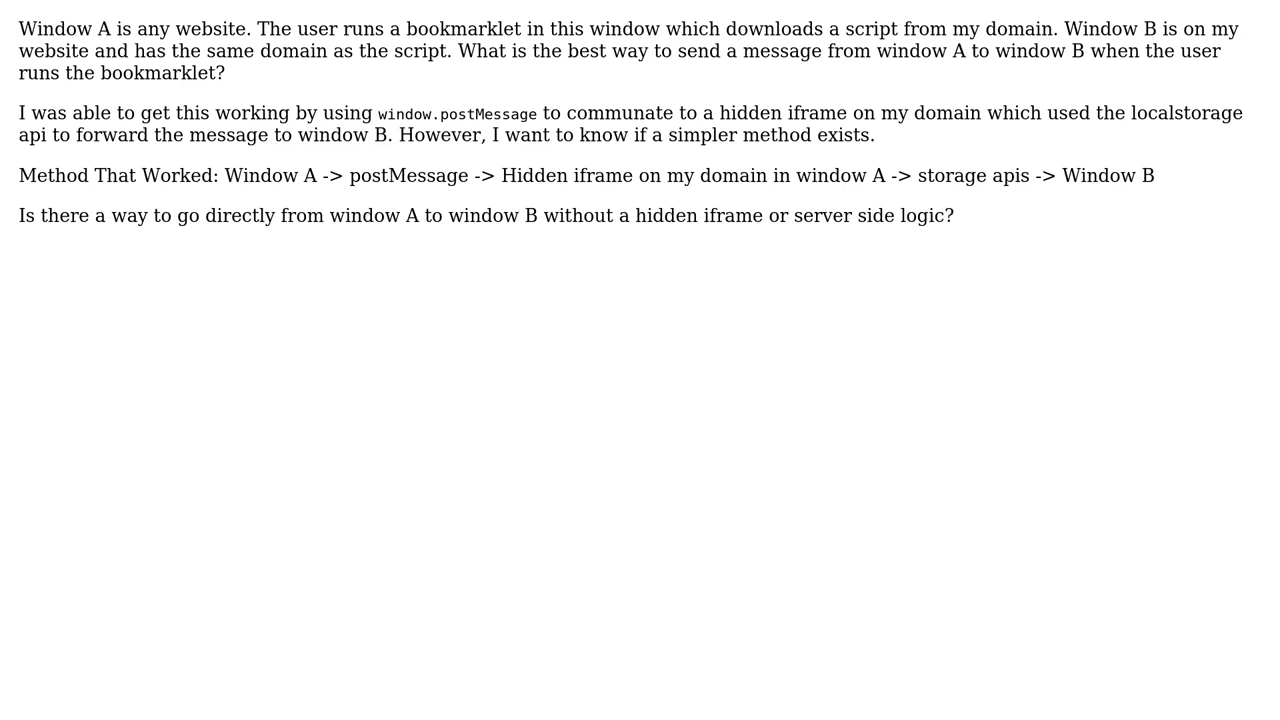 Window A is any website. The user runs a bookmarklet in this window which downloads a script from my domain. Window B is on my
website and has the same domain as the script. What is the best way to send a message from window A to window B when the user
runs the bookmarklet?
I was able to get this working by using window.postMessage to communate to a hidden iframe on my domain which used the localstorage
api to forward the message to window B. However, I want to know if a simpler method exists.
Method That Worked: Window A -> postMessage -> Hidden iframe on my domain in window A -> storage apis -> Window B
Is there a way to go directly from window A to window B without a hidden iframe or server side logic?